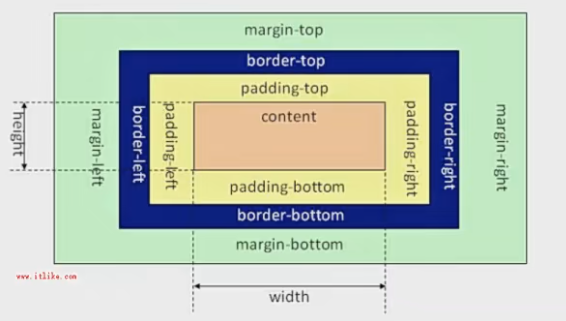 margin-top
border-top
padding-top
content
height
margin-left
border-left
padding-left
padding-right
border-right
margin-right
padding-bottom
border-bottom
margin-bottom
www.itlike.com
width